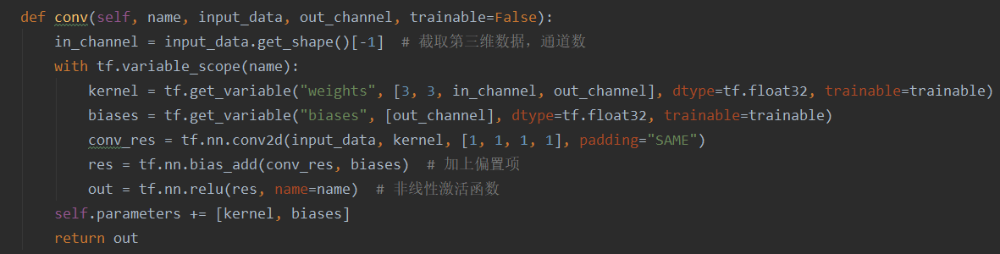 def conv(self, name, input_data, out_channel, trainable=False):
    in_channel = input_data.get_shape()[-1]  # 截取第三维数据，通道数
    with tf.variable_scope(name):
        kernel = tf.get_variable("weights", [3, 3, in_channel, out_channel], dtype=tf.float32, trainable=trainable)
        biases = tf.get_variable("biases", [out_channel], dtype=tf.float32, trainable=trainable)
        conv_res = tf.nn.conv2d(input_data, kernel, [1, 1, 1, 1], padding="SAME")
        res = tf.nn.bias_add(conv_res, biases)  # 加上偏置项
        out = tf.nn.relu(res, name=name)  # 非线性激活函数
    self.parameters += [kernel, biases]
    return out